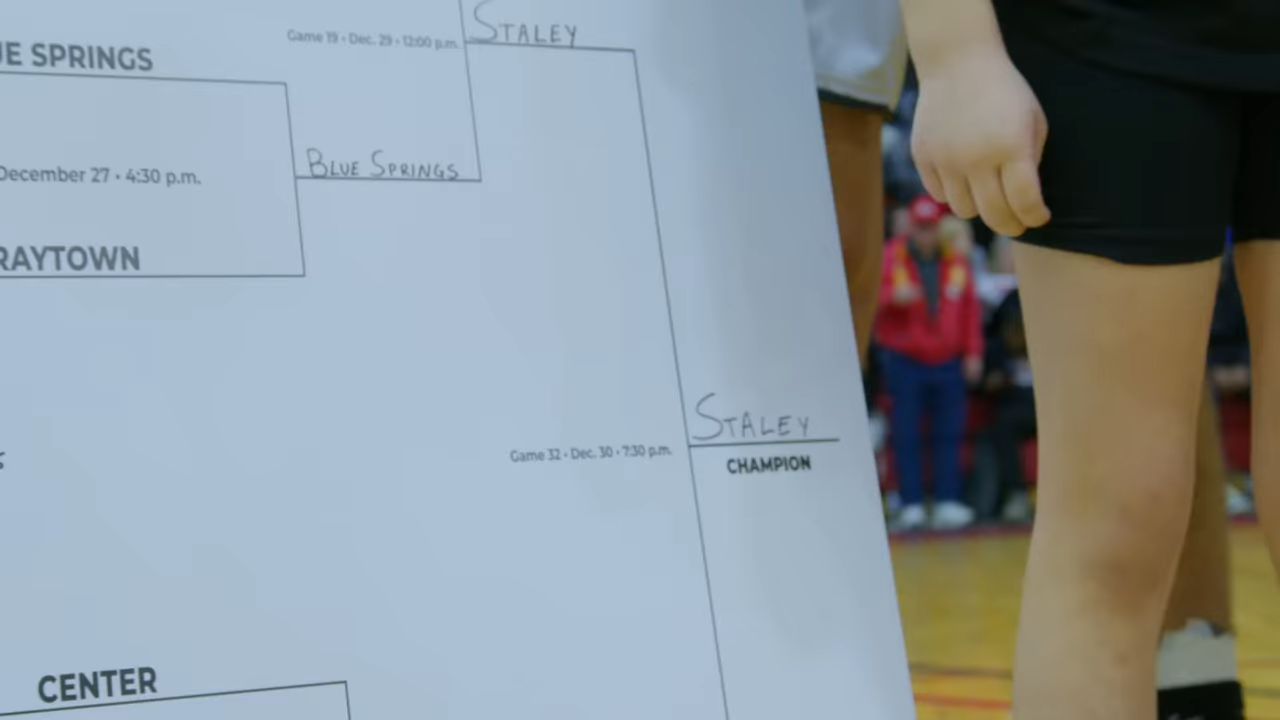 STALEY
Game 19 • Dec. 29 • 12:00 p.m.
UE SPRINGS
BLUE SPRINGS
December 27 • 4:30 p.m.
RAYTOWN
STALEY
Game 32 • Dec. 30 • 7:30 p.m.
CHAMPION
CENTER